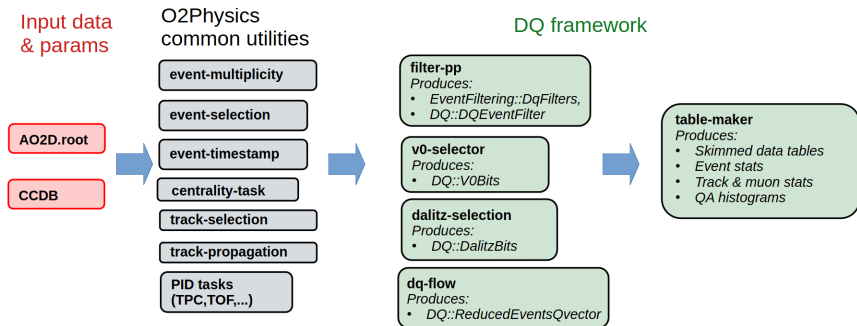 Input data
& params
AO2D.root
CCDB
O2Physics
common utilities
event-multiplicity
event-selection
event-timestamp
centrality-task
track-selection
track-propagation
PID tasks
(TPC,TOF,...)
DQ framework
filter-pp
Produces:
• EventFiltering::DqFilters,
• DQ::DQEventFilter
v0-selector
Produces:
• DQ::V0Bits
dalitz-selection
Produces:
• DQ::DalitzBits
dq-flow
Produces:
• DQ::ReducedEventsQvector
table-maker
Produces:
• Skimmed data tables
• Event stats
• Track & muon stats
• QA histograms